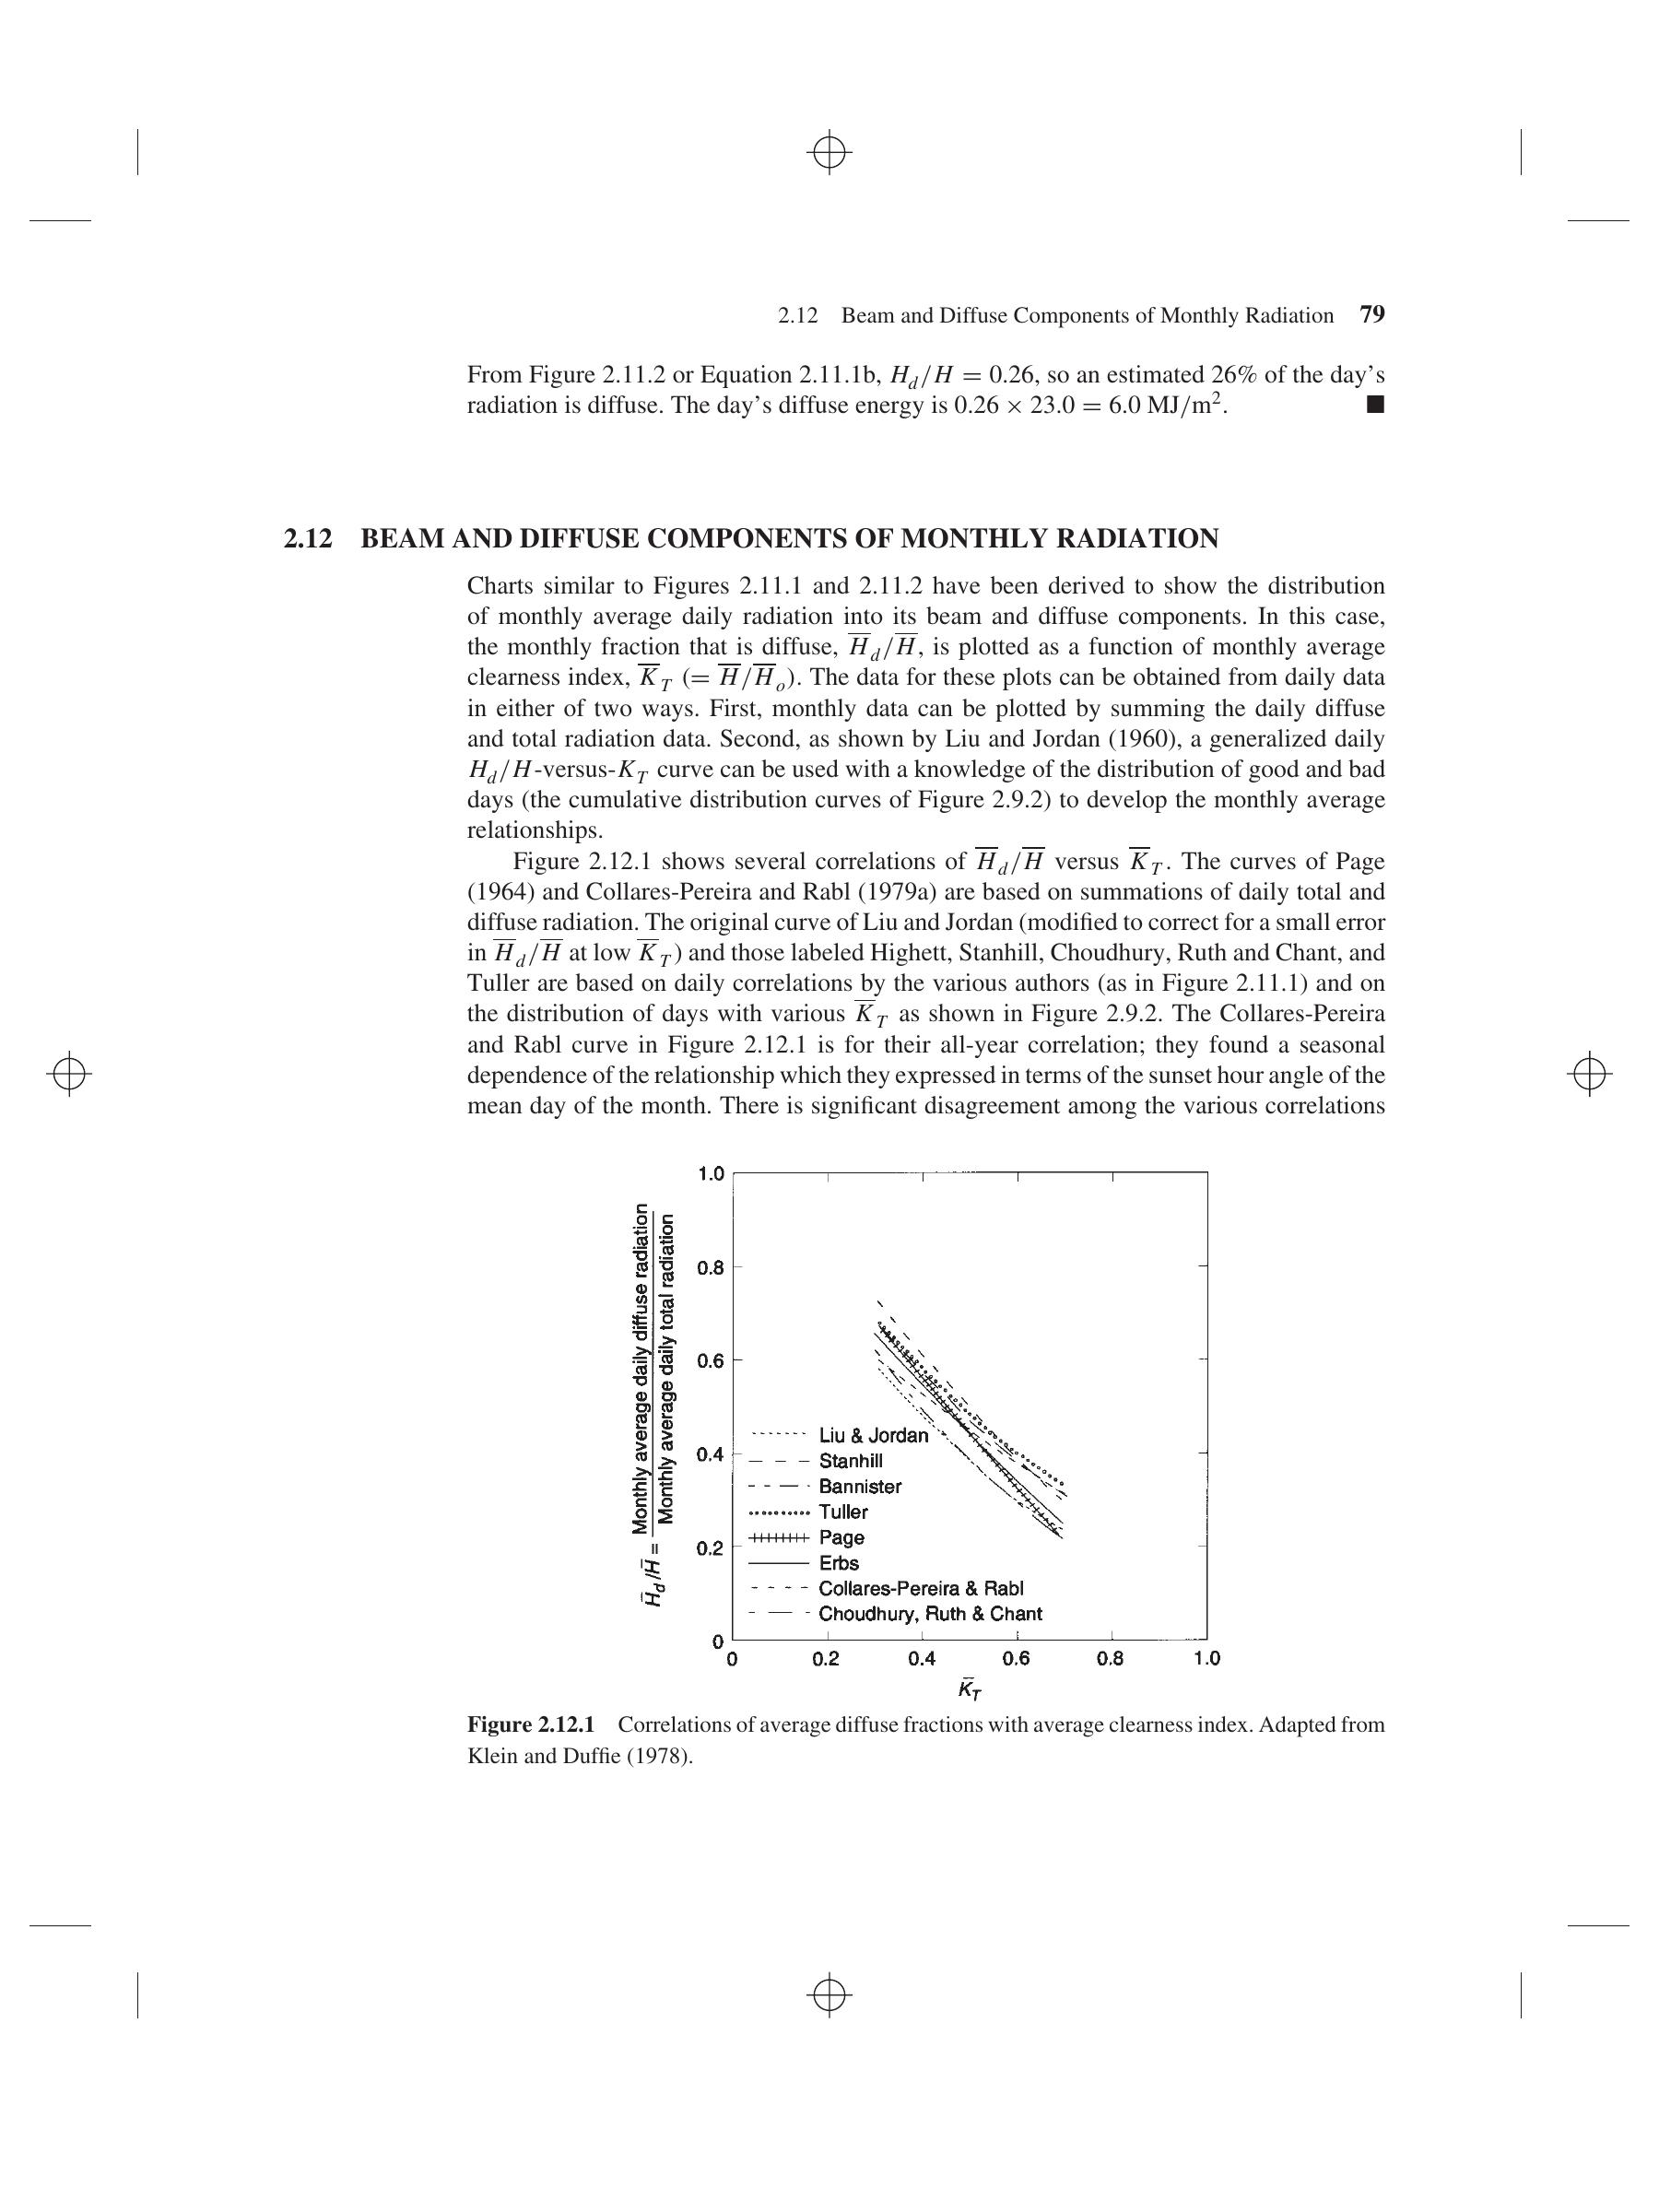 2.12 Beam and Diffuse Components of Monthly Radiation 79
From Figure 2.11.2 or Equation 2.11.1b, H_d/H = 0.26, so an estimated 26% of the day's
radiation is diffuse. The day's diffuse energy is 0.26 × 23.0 = 6.0 MJ/m².
2.12 BEAM AND DIFFUSE COMPONENTS OF MONTHLY RADIATION
Charts similar to Figures 2.11.1 and 2.11.2 have been derived to show the distribution
of monthly average daily radiation into its beam and diffuse components. In this case,
the monthly fraction that is diffuse, H̅_d/H̅, is plotted as a function of monthly average
clearness index, K̅_T (= H̅/H̅_o). The data for these plots can be obtained from daily data
in either of two ways. First, monthly data can be plotted by summing the daily diffuse
and total radiation data. Second, as shown by Liu and Jordan (1960), a generalized daily
H_d/H-versus-K_T curve can be used with a knowledge of the distribution of good and bad
days (the cumulative distribution curves of Figure 2.9.2) to develop the monthly average
relationships.
Figure 2.12.1 shows several correlations of H̅_d/H̅ versus K̅_T. The curves of Page
(1964) and Collares-Pereira and Rabl (1979a) are based on summations of daily total and
diffuse radiation. The original curve of Liu and Jordan (modified to correct for a small error
in H̅_d/H̅ at low K̅_T) and those labeled Highett, Stanhill, Choudhury, Ruth and Chant, and
Tuller are based on daily correlations by the various authors (as in Figure 2.11.1) and on
the distribution of days with various K̅_T as shown in Figure 2.9.2. The Collares-Pereira
and Rabl curve in Figure 2.12.1 is for their all-year correlation; they found a seasonal
dependence of the relationship which they expressed in terms of the sunset hour angle of the
mean day of the month. There is significant disagreement among the various correlations
H̅_d/H̅ = Monthly average daily diffuse radiation
Monthly average daily total radiation
1.0
0.8
0.6
0.4
0.2
0
Liu & Jordan
Stanhill
Bannister
Tuller
Page
Erbs
Collares-Pereira & Rabl
Choudhury, Ruth & Chant
0 0.2 0.4 0.6 0.8 1.0
K̅_T
Figure 2.12.1 Correlations of average diffuse fractions with average clearness index. Adapted from
Klein and Duffie (1978).